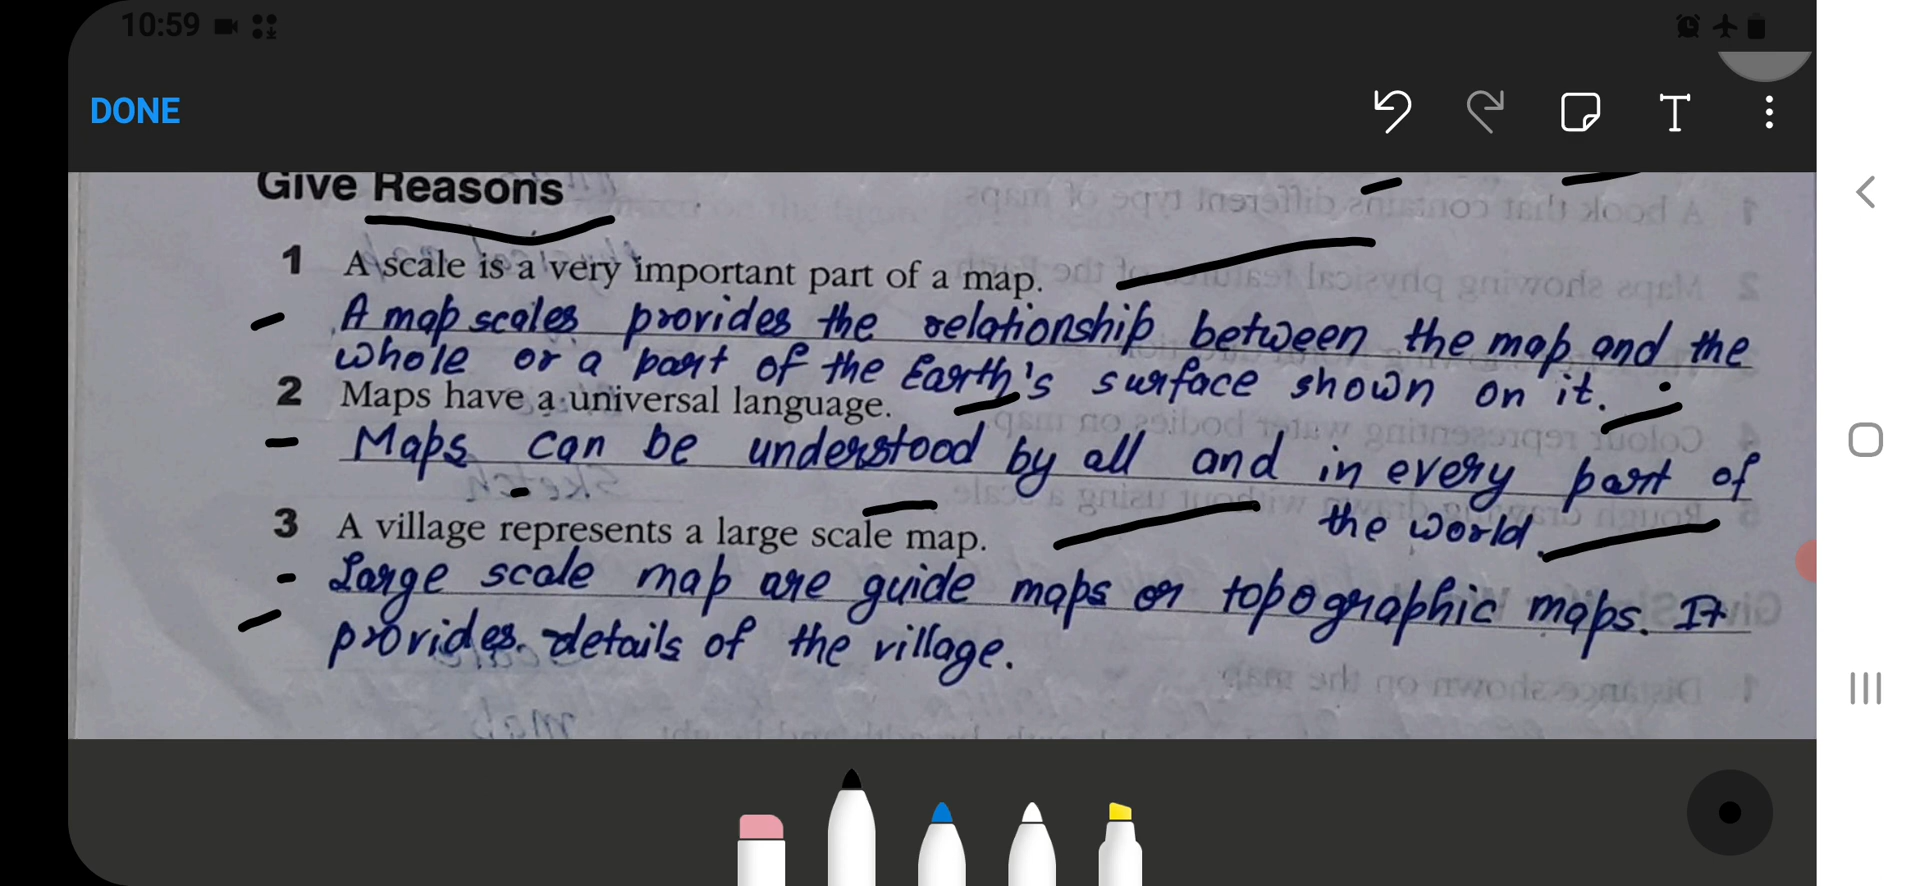 10:59
DONE
T
Give Reasons
1 A scale is a very important part of a map.
A map scales provides the relationship between the map and the
whole or a part of the Earth's surface shown on it.
2 Maps have a universal language.
Maps can be understood by all and in every part of
the world.
3 A village represents a large scale map.
Large scale map are guide maps or topographic maps. It
provides details of the village.